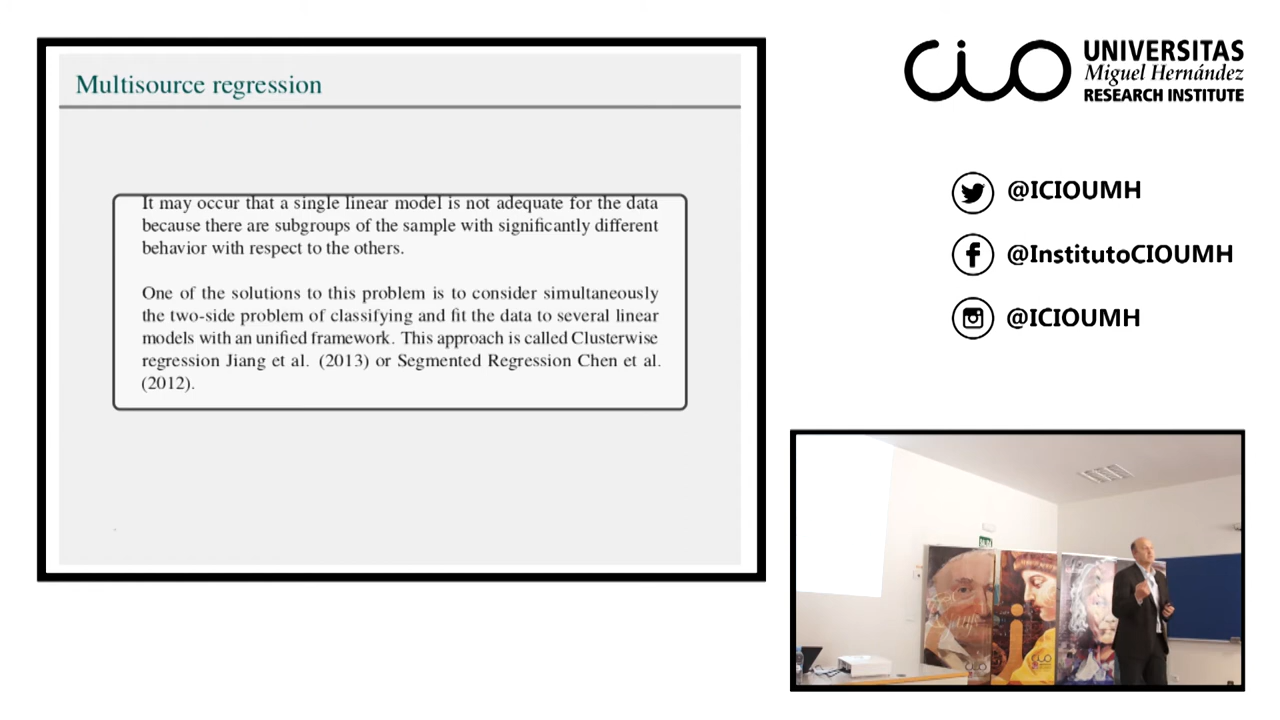 Multisource regression
It may occur that a single linear model is not adequate for the data
because there are subgroups of the sample with significantly different
behavior with respect to the others.
One of the solutions to this problem is to consider simultaneously
the two-side problem of classifying and fit the data to several linear
models with an unified framework. This approach is called Clusterwise
regression Jiang et al. (2013) or Segmented Regression Chen et al.
(2012).
cio
UNIVERSITAS
Miguel Hernández
RESEARCH INSTITUTE
@ICIOUMH
@InstitutoCIOUMH
@ICIOUMH
SALIDA